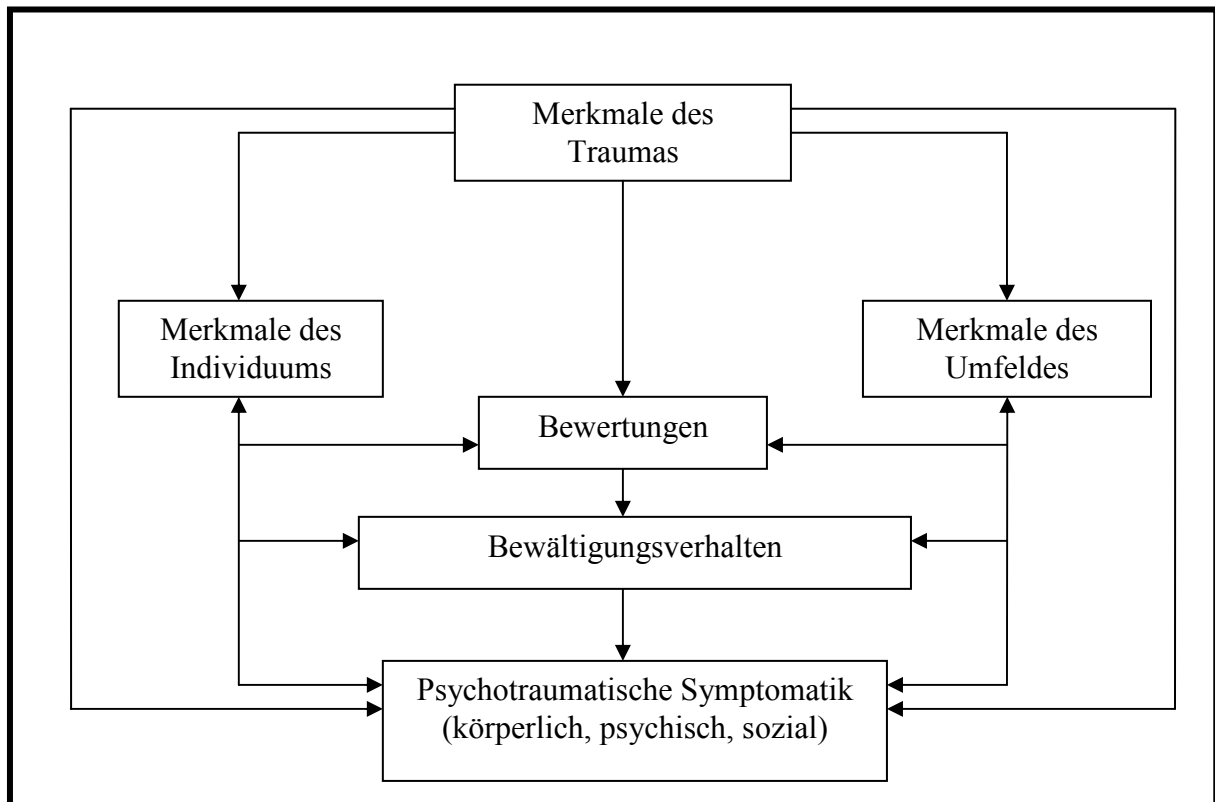 Merkmale des
Traumas
Merkmale des
Individuums
Merkmale des
Umfeldes
Bewertungen
Bewältigungsverhalten
Psychotraumatische Symptomatik
(körperlich, psychisch, sozial)